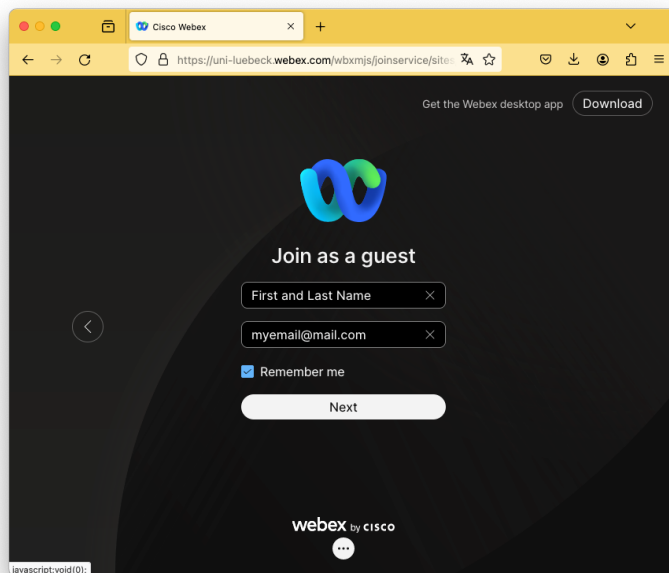 Cisco Webex
https://uni-luebeck.webex.com/wbxmjs/joinservice/sites
Get the Webex desktop app Download
Join as a guest
First and Last Name
myemail@mail.com
Remember me
Next
webex by CISCO
javascript:void(0);